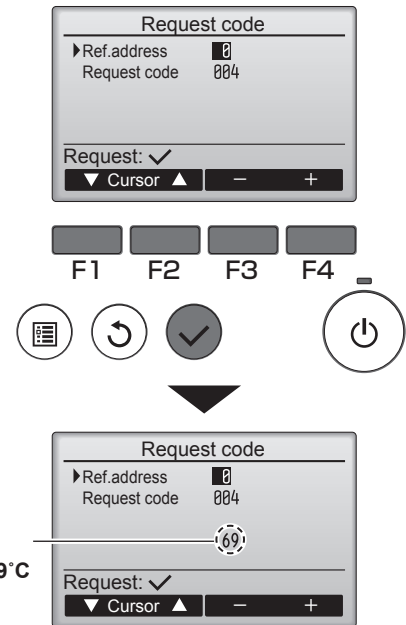 Request code
Ref.address 0
Request code 004
Request: ✓
▼ Cursor ▲ − +
F1 F2 F3 F4
Request code
Ref.address 0
Request code 004
69
9˚C
Request: ✓
▼ Cursor ▲ − +